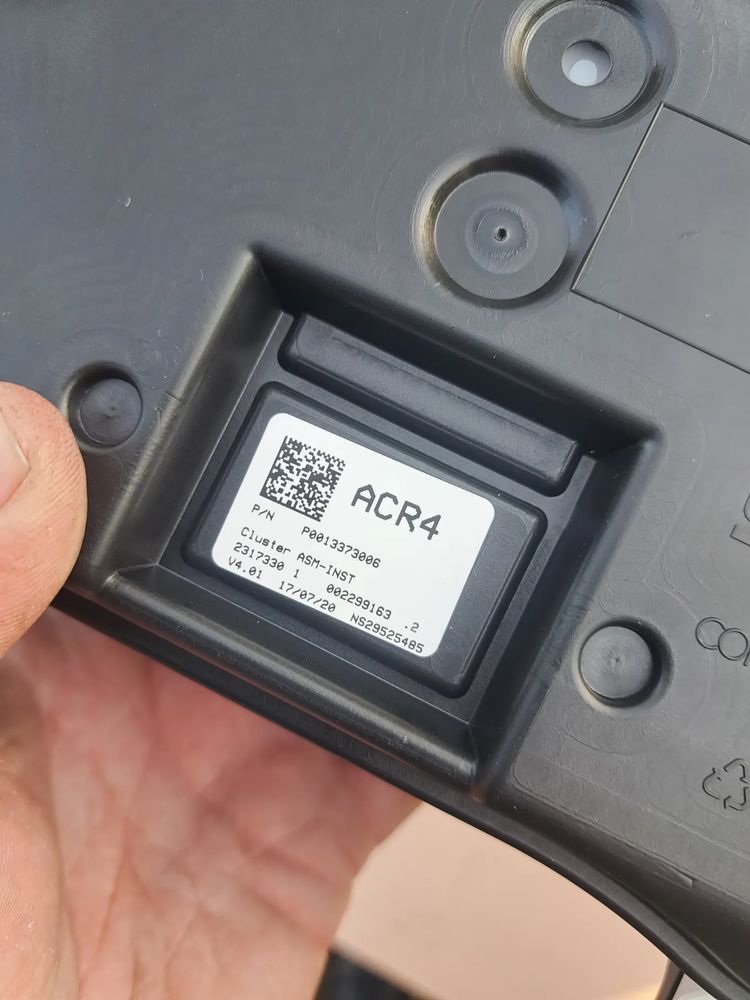 ACR4
P/N P0013373006
Cluster ASM-INST
2317330 1 002299163 .2
V4.01 17/07/20 NS29525485